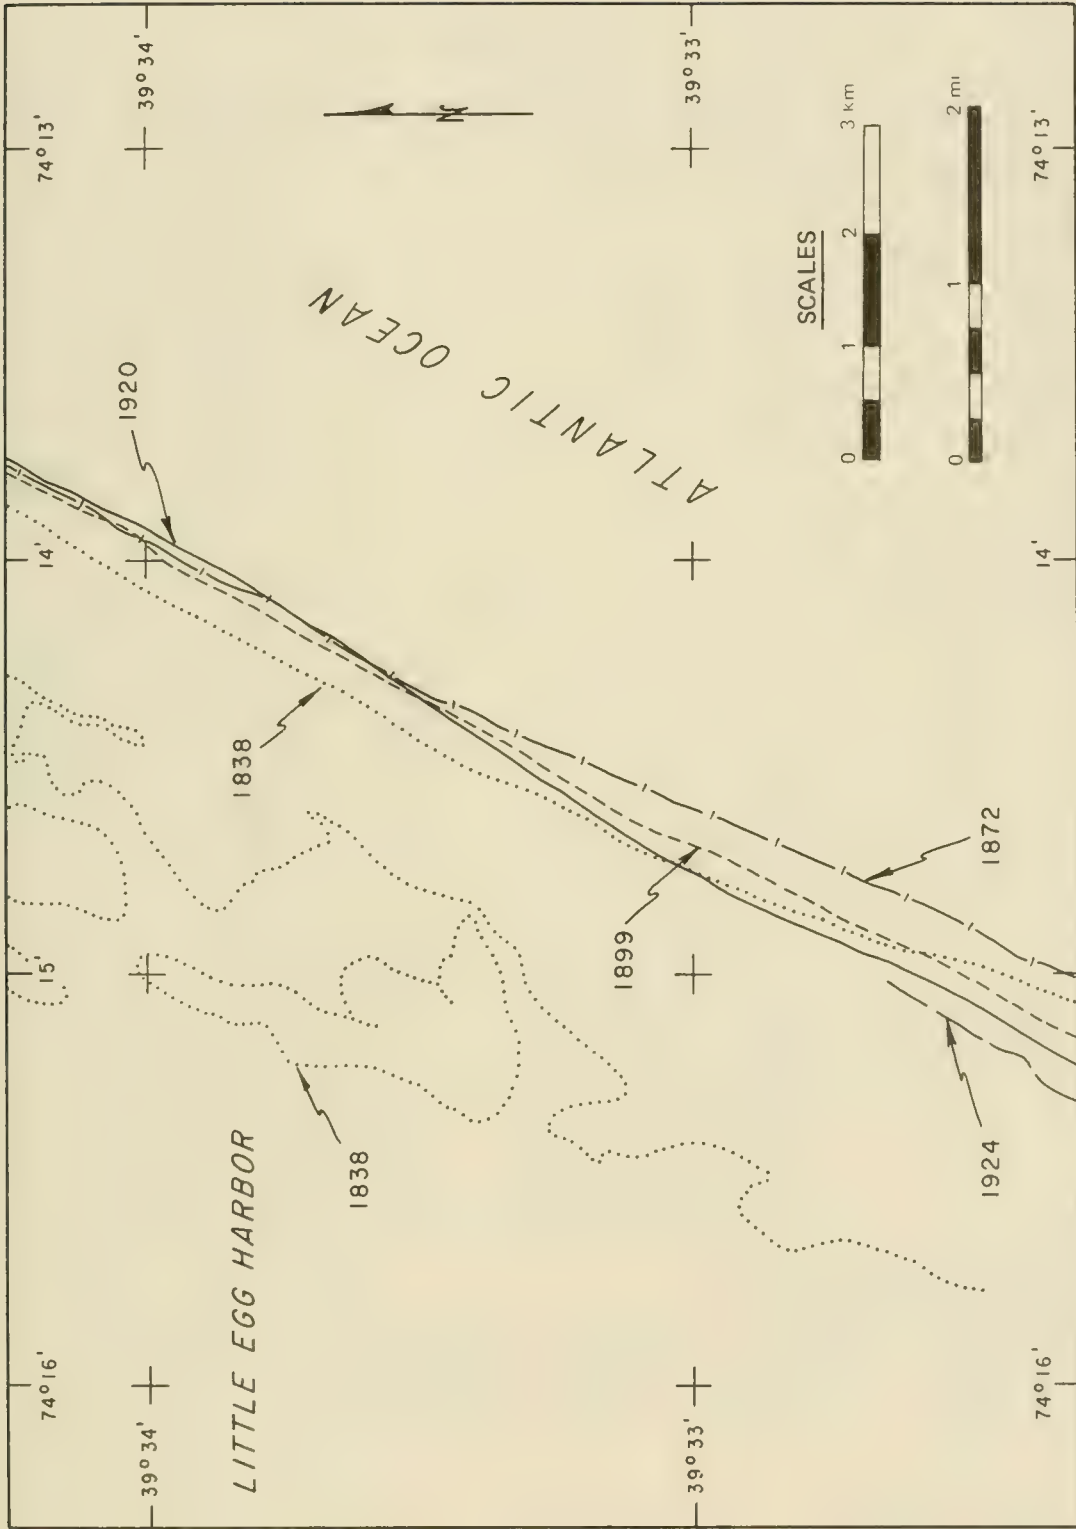 74°16'
15'
14'
74°13'
39°34'
1920
39°34'
LITTLE EGG HARBOR
1838
1838
N
ATLANTIC OCEAN
1899
39°33'
39°33'
SCALES
0 1 2 3 km
0 1 2 mi
1872
1924
74°16'
14'
74°13'